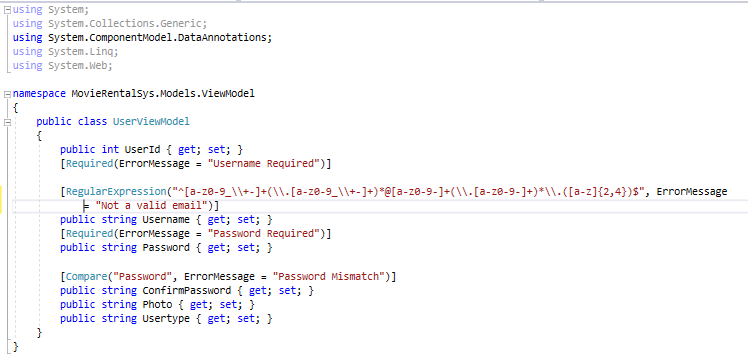 using System;
using System.Collections.Generic;
using System.ComponentModel.DataAnnotations;
using System.Linq;
using System.Web;
namespace MovieRentalSys.Models.ViewModel
{
public class UserViewModel
{
public int UserId { get; set; }
[Required(ErrorMessage = "Username Required")]
[RegularExpression("^[a-z0-9_\\+-]+(\\.[a-z0-9_\\+-]+)*@[a-z0-9-]+(\\.[a-z0-9-]+)*\\.([a-z]{2,4})$", ErrorMessage
= "Not a valid email")]
public string Username { get; set; }
[Required(ErrorMessage = "Password Required")]
public string Password { get; set; }
[Compare("Password", ErrorMessage = "Password Mismatch")]
public string ConfirmPassword { get; set; }
public string Photo { get; set; }
public string Usertype { get; set; }
}
}